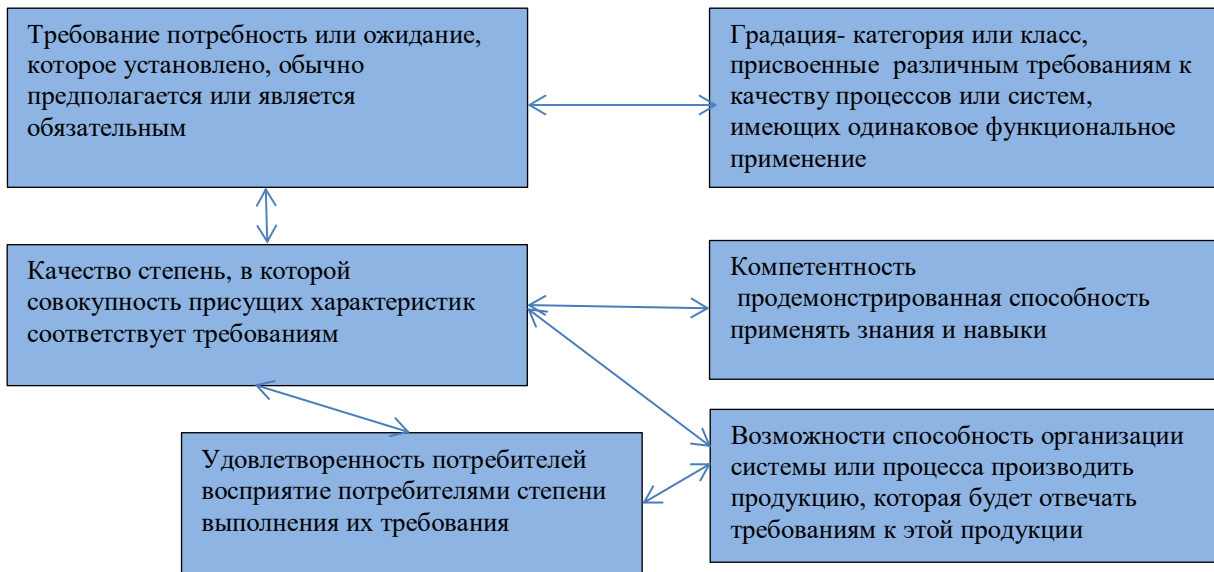 Требование потребность или ожидание,
которое установлено, обычно
предполагается или является
обязательным
Градация- категория или класс,
присвоенные различным требованиям к
качеству процессов или систем,
имеющих одинаковое функциональное
применение
Качество степень, в которой
совокупность присущих характеристик
соответствует требованиям
Компетентность
продемонстрированная способность
применять знания и навыки
Удовлетворенность потребителей
восприятие потребителями степени
выполнения их требования
Возможности способность организации
системы или процесса производить
продукцию, которая будет отвечать
требованиям к этой продукции